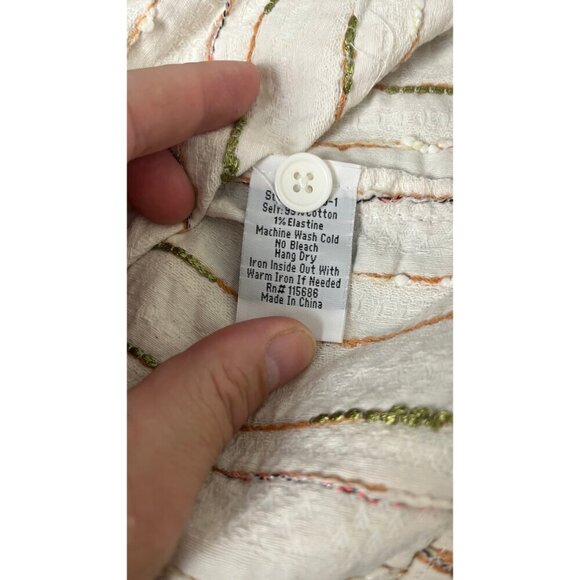 Self: 99% Cotton
1% Elastine
Machine Wash Cold
No Bleach
Hang Dry
Iron Inside Out With
Warm Iron If Needed
Rn# 115686
Made In China